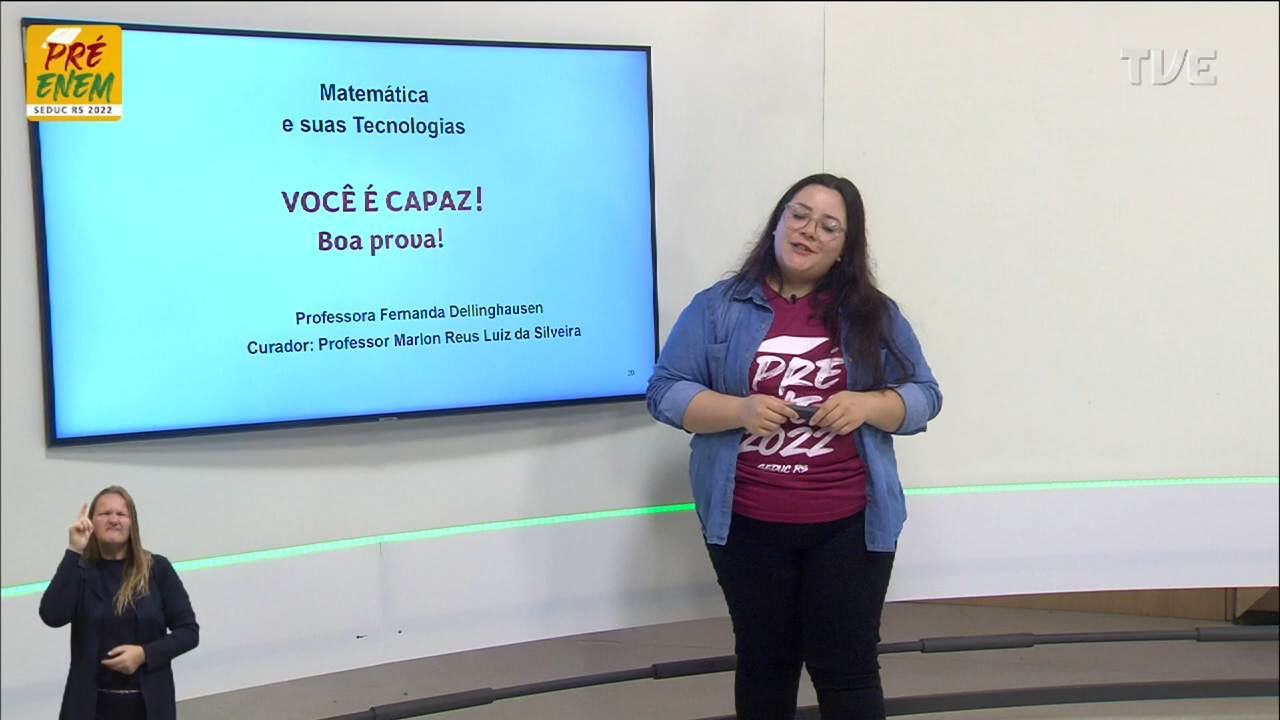 PRÉ
ENEM
SEDUC RS 2022
Matemática
e suas Tecnologias
VOCÊ É CAPAZ!
Boa prova!
Professora Fernanda Dellinghausen
Curador: Professor Marlon Reus Luiz da Silveira
20
TVE
PRÉ
2022
SEDUC RS